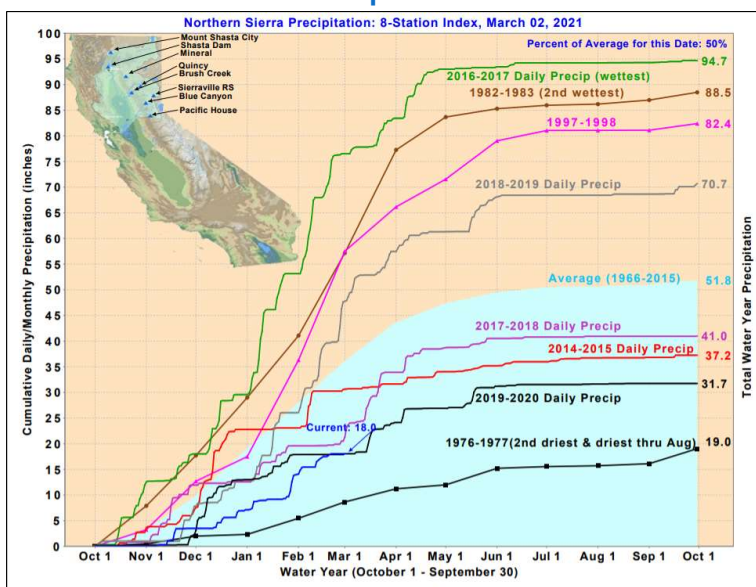 Northern Sierra Precipitation: 8-Station Index, March 02, 2021
Percent of Average for this Date: 50%
Mount Shasta City
Shasta Dam
Mineral
Quincy
Brush Creek
Sierraville RS
Blue Canyon
Pacific House
2016-2017 Daily Precip (wettest)
94.7
1982-1983 (2nd wettest)
88.5
1997-1998
82.4
2018-2019 Daily Precip
70.7
Average (1966-2015)
51.8
2017-2018 Daily Precip
41.0
2014-2015 Daily Precip
37.2
2019-2020 Daily Precip
31.7
Current: 18.0
1976-1977(2nd driest & driest thru Aug)
19.0
Cumulative Daily/Monthly Precipitation (inches)
Total Water Year Precipitation
100
95
90
85
80
75
70
65
60
55
50
45
40
35
30
25
20
15
10
5
0
Oct 1 Nov 1 Dec 1 Jan 1 Feb 1 Mar 1 Apr 1 May 1 Jun 1 Jul 1 Aug 1 Sep 1 Oct 1
Water Year (October 1 - September 30)